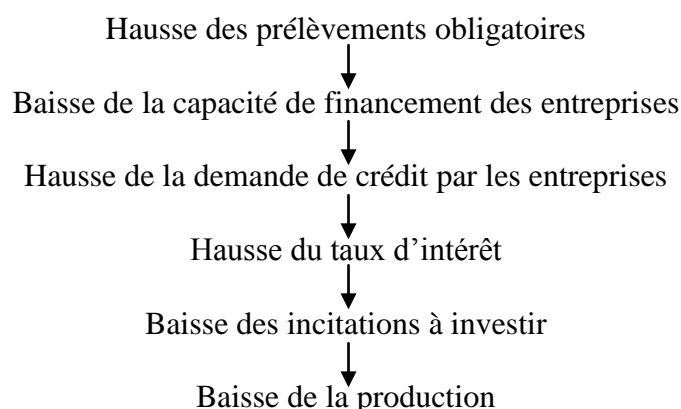 Hausse des prélèvements obligatoires
Baisse de la capacité de financement des entreprises
Hausse de la demande de crédit par les entreprises
Hausse du taux d’intérêt
Baisse des incitations à investir
Baisse de la production